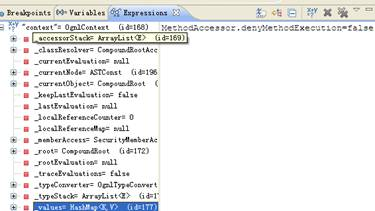 Breakpoints Variables Expressions
"context"= OgnlContext (id=168)
MethodAccessor.denyMethodExecution=false
_accessorStack= ArrayList<E> (id=169)
_classResolver= CompoundRootAcc
_currentEvaluation= null
_currentNode= ASTConst (id=196
_currentObject= CompoundRoot (
_keepLastEvaluation= false
_lastEvaluation= null
_localReferenceCounter= 0
_localReferenceMap= null
_memberAccess= SecurityMemberAc
_root= CompoundRoot (id=172)
_rootEvaluation= null
_traceEvaluations= false
_typeConverter= OgnlTypeConvert
_typeStack= ArrayList<E> (id=17
_values= HashMap<K,V> (id=177)